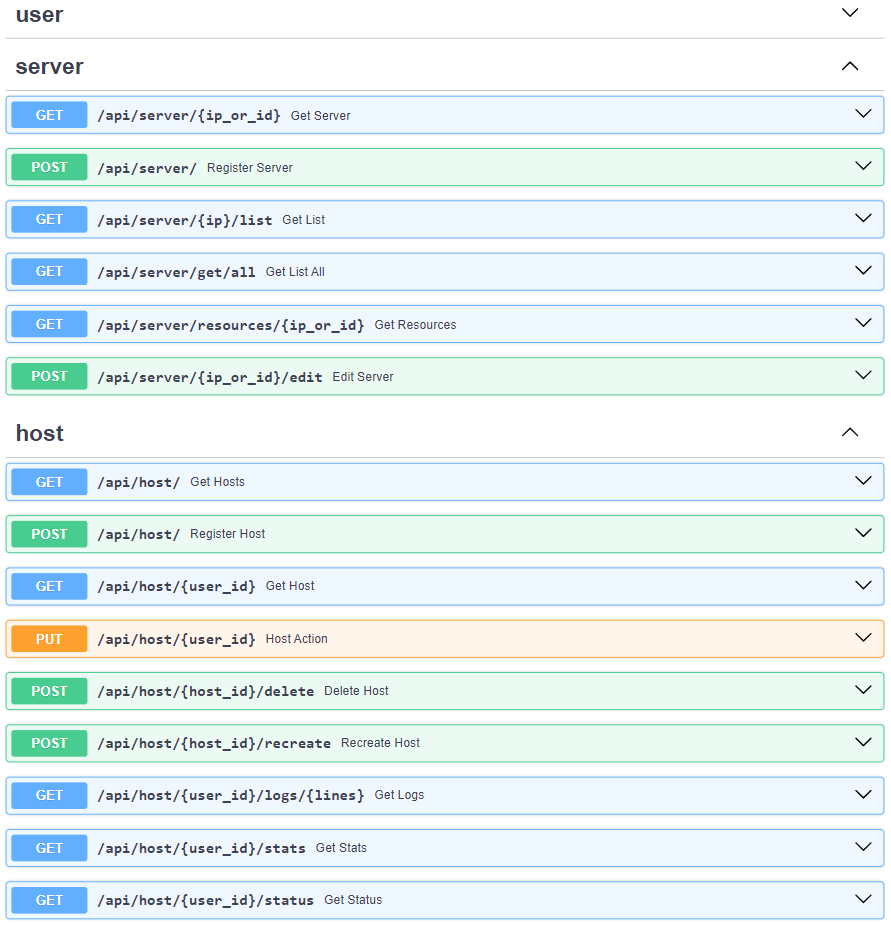 user
server
GET /api/server/{ip_or_id} Get Server
POST /api/server/ Register Server
GET /api/server/{ip}/list Get List
GET /api/server/get/all Get List All
GET /api/server/resources/{ip_or_id} Get Resources
POST /api/server/{ip_or_id}/edit Edit Server
host
GET /api/host/ Get Hosts
POST /api/host/ Register Host
GET /api/host/{user_id} Get Host
PUT /api/host/{user_id} Host Action
POST /api/host/{host_id}/delete Delete Host
POST /api/host/{host_id}/recreate Recreate Host
GET /api/host/{user_id}/logs/{lines} Get Logs
GET /api/host/{user_id}/stats Get Stats
GET /api/host/{user_id}/status Get Status